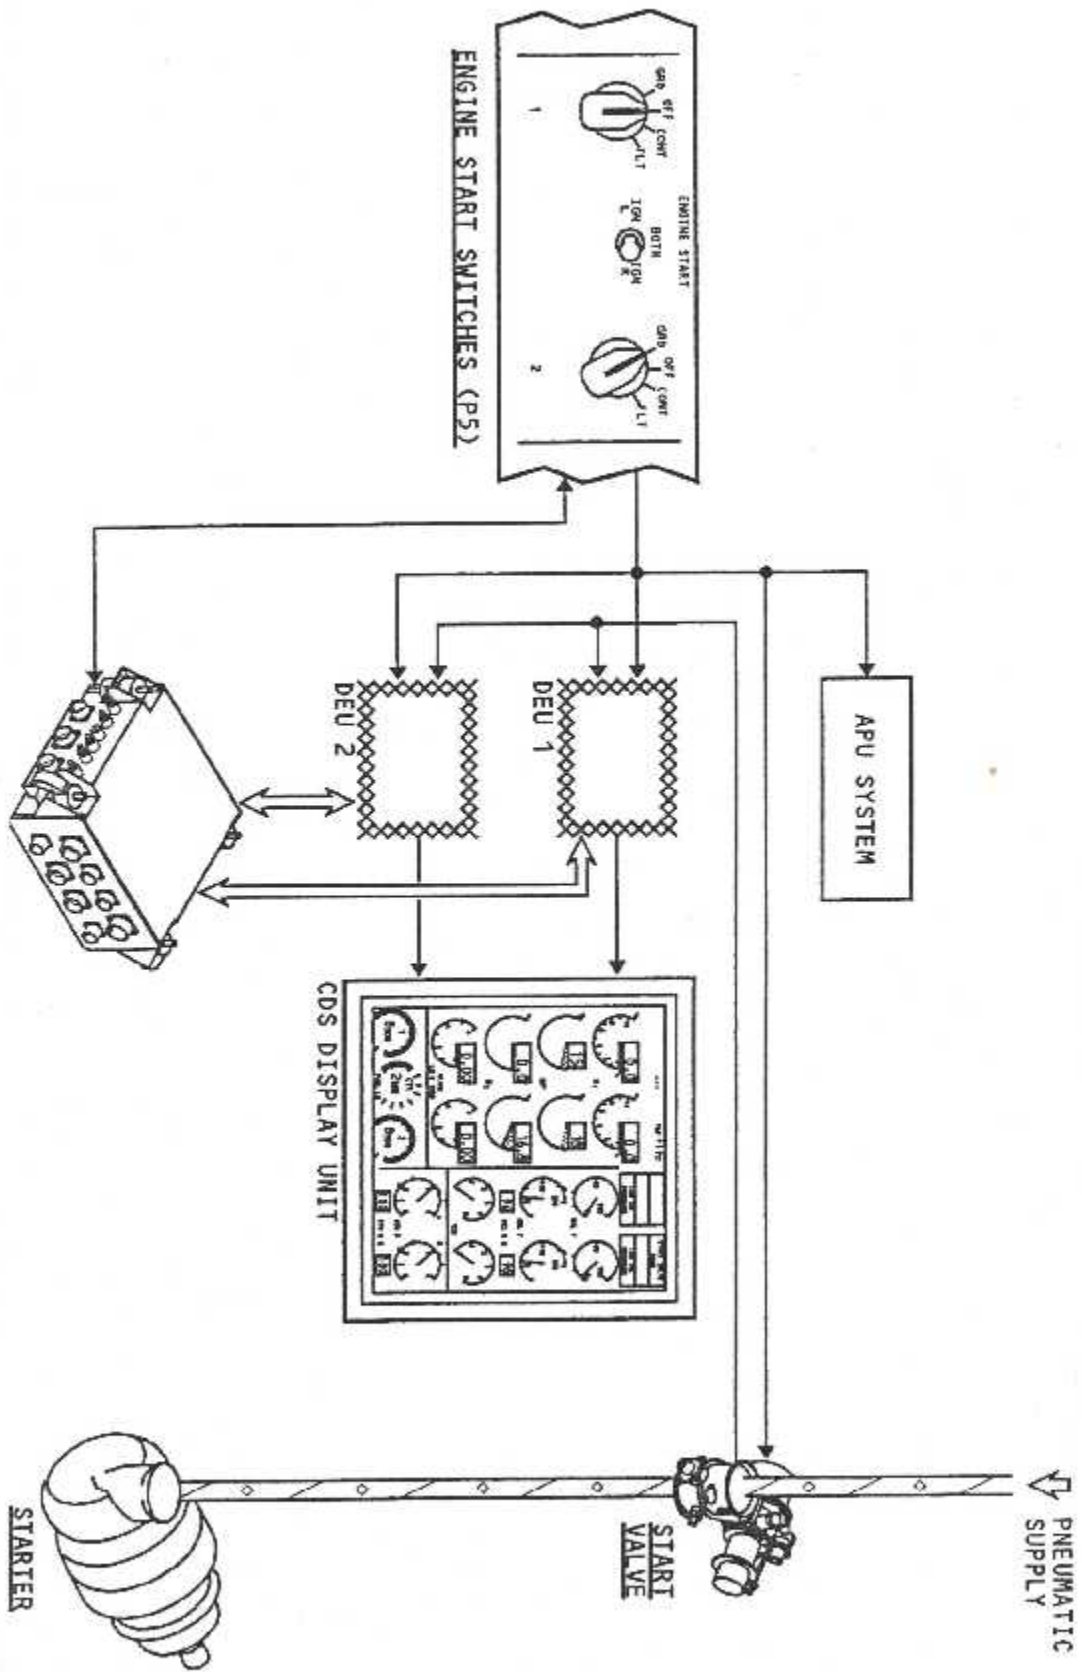 PNEUMATIC
SUPPLY
APU SYSTEM
START
VALVE
ENGINE START
GRD
OFF
CONT
FLT
1
IGN
L
BOTH
IGN
R
GRD
OFF
CONT
FLT
2
ENGINE START SWITCHES (P5)
DEU 1
DEU 2
CDS DISPLAY UNIT
STARTER